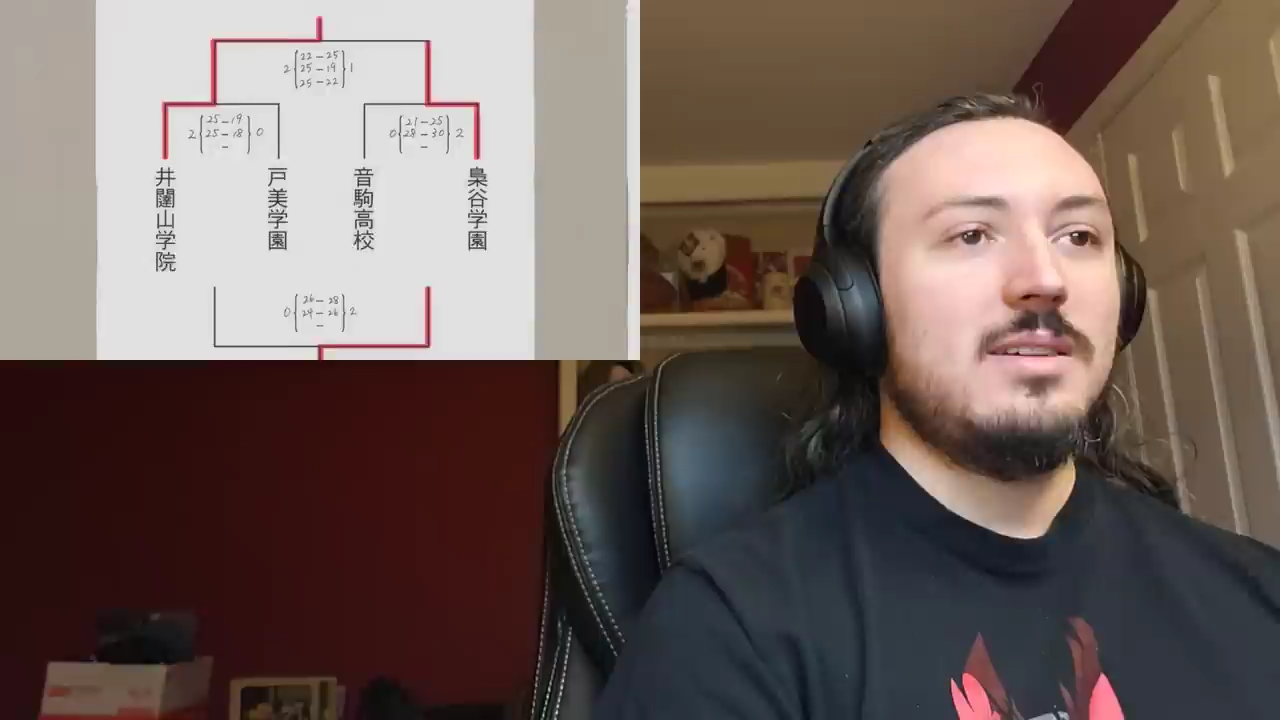 22-25
2 25-19 1
25-22
25-19
2 25-18 0
-
21-25
0 28-30 2
-
井闥山学院
戸美学園
音駒高校
梟谷学園
26-28
0 24-26 2
-